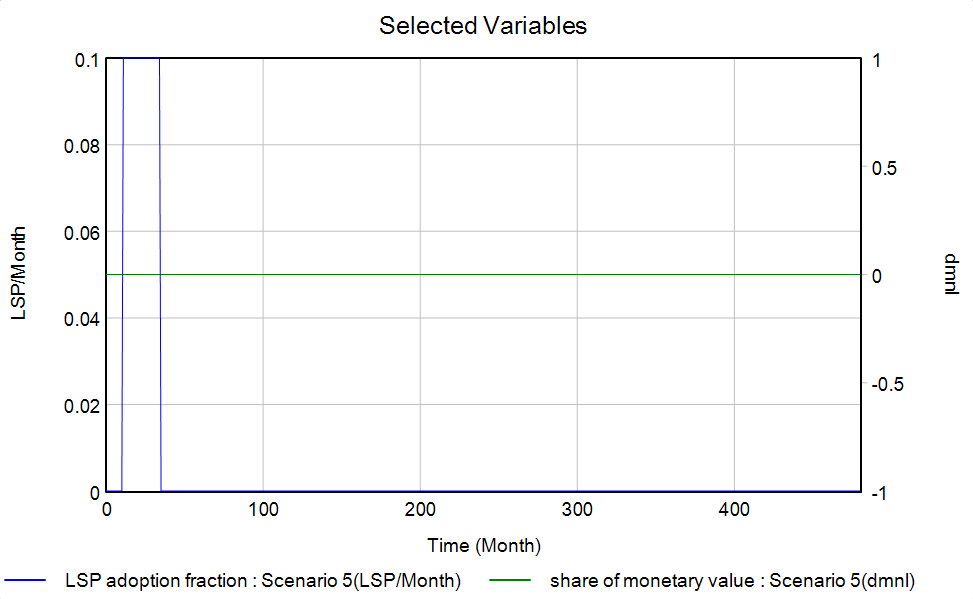 Selected Variables
0.1
0.08
0.06
0.04
0.02
0
LSP/Month
1
0.5
0
-0.5
-1
dmnl
0 100 200 300 400
Time (Month)
LSP adoption fraction : Scenario 5(LSP/Month) share of monetary value : Scenario 5(dmnl)